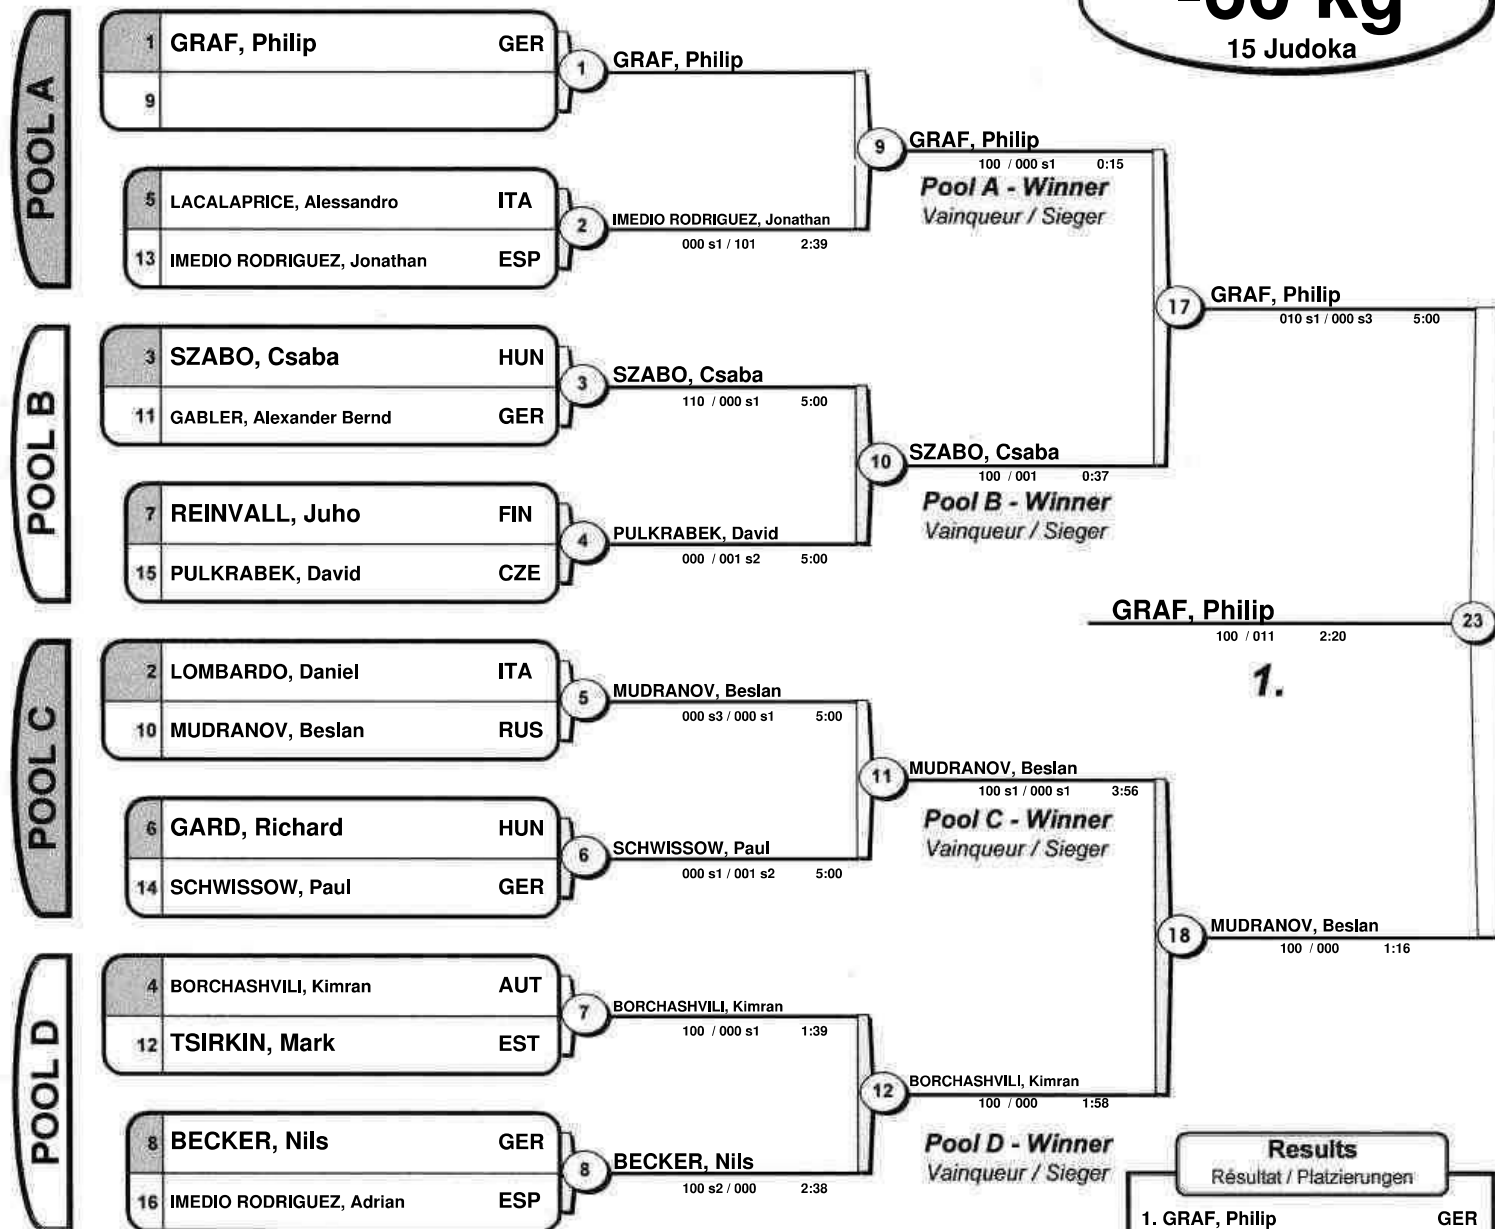 -60 kg
15 Judoka
POOL A
1 GRAF, Philip GER
9
1
GRAF, Philip
5 LACALAPRICE, Alessandro ITA
13 IMEDIO RODRIGUEZ, Jonathan ESP
2
IMEDIO RODRIGUEZ, Jonathan
000 s1 / 101 2:39
9
GRAF, Philip
100 / 000 s1 0:15
Pool A - Winner
Vainqueur / Sieger
POOL B
3 SZABO, Csaba HUN
11 GABLER, Alexander Bernd GER
3
SZABO, Csaba
110 / 000 s1 5:00
7 REINVALL, Juho FIN
15 PULKRABEK, David CZE
4
PULKRABEK, David
000 / 001 s2 5:00
10
SZABO, Csaba
100 / 001 0:37
Pool B - Winner
Vainqueur / Sieger
17
GRAF, Philip
010 s1 / 000 s3 5:00
GRAF, Philip
100 / 011 2:20
23
1.
POOL C
2 LOMBARDO, Daniel ITA
10 MUDRANOV, Beslan RUS
5
MUDRANOV, Beslan
000 s3 / 000 s1 5:00
6 GARD, Richard HUN
14 SCHWISSOW, Paul GER
6
SCHWISSOW, Paul
000 s1 / 001 s2 5:00
11
MUDRANOV, Beslan
100 s1 / 000 s1 3:56
Pool C - Winner
Vainqueur / Sieger
POOL D
4 BORCHASHVILI, Kimran AUT
12 TSIRKIN, Mark EST
7
BORCHASHVILI, Kimran
100 / 000 s1 1:39
8 BECKER, Nils GER
16 IMEDIO RODRIGUEZ, Adrian ESP
8
BECKER, Nils
100 s2 / 000 2:38
12
BORCHASHVILI, Kimran
100 / 000 1:58
Pool D - Winner
Vainqueur / Sieger
18
MUDRANOV, Beslan
100 / 000 1:16
Results
Résultat / Platzierungen
1. GRAF, Philip GER